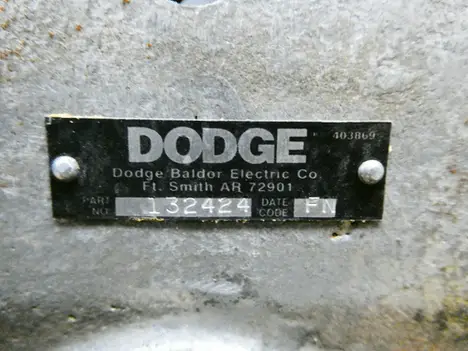 DODGE 403869
Dodge Baldor Electric Co.
Ft. Smith AR 72901
PART NO. 132424 DATE CODE FN